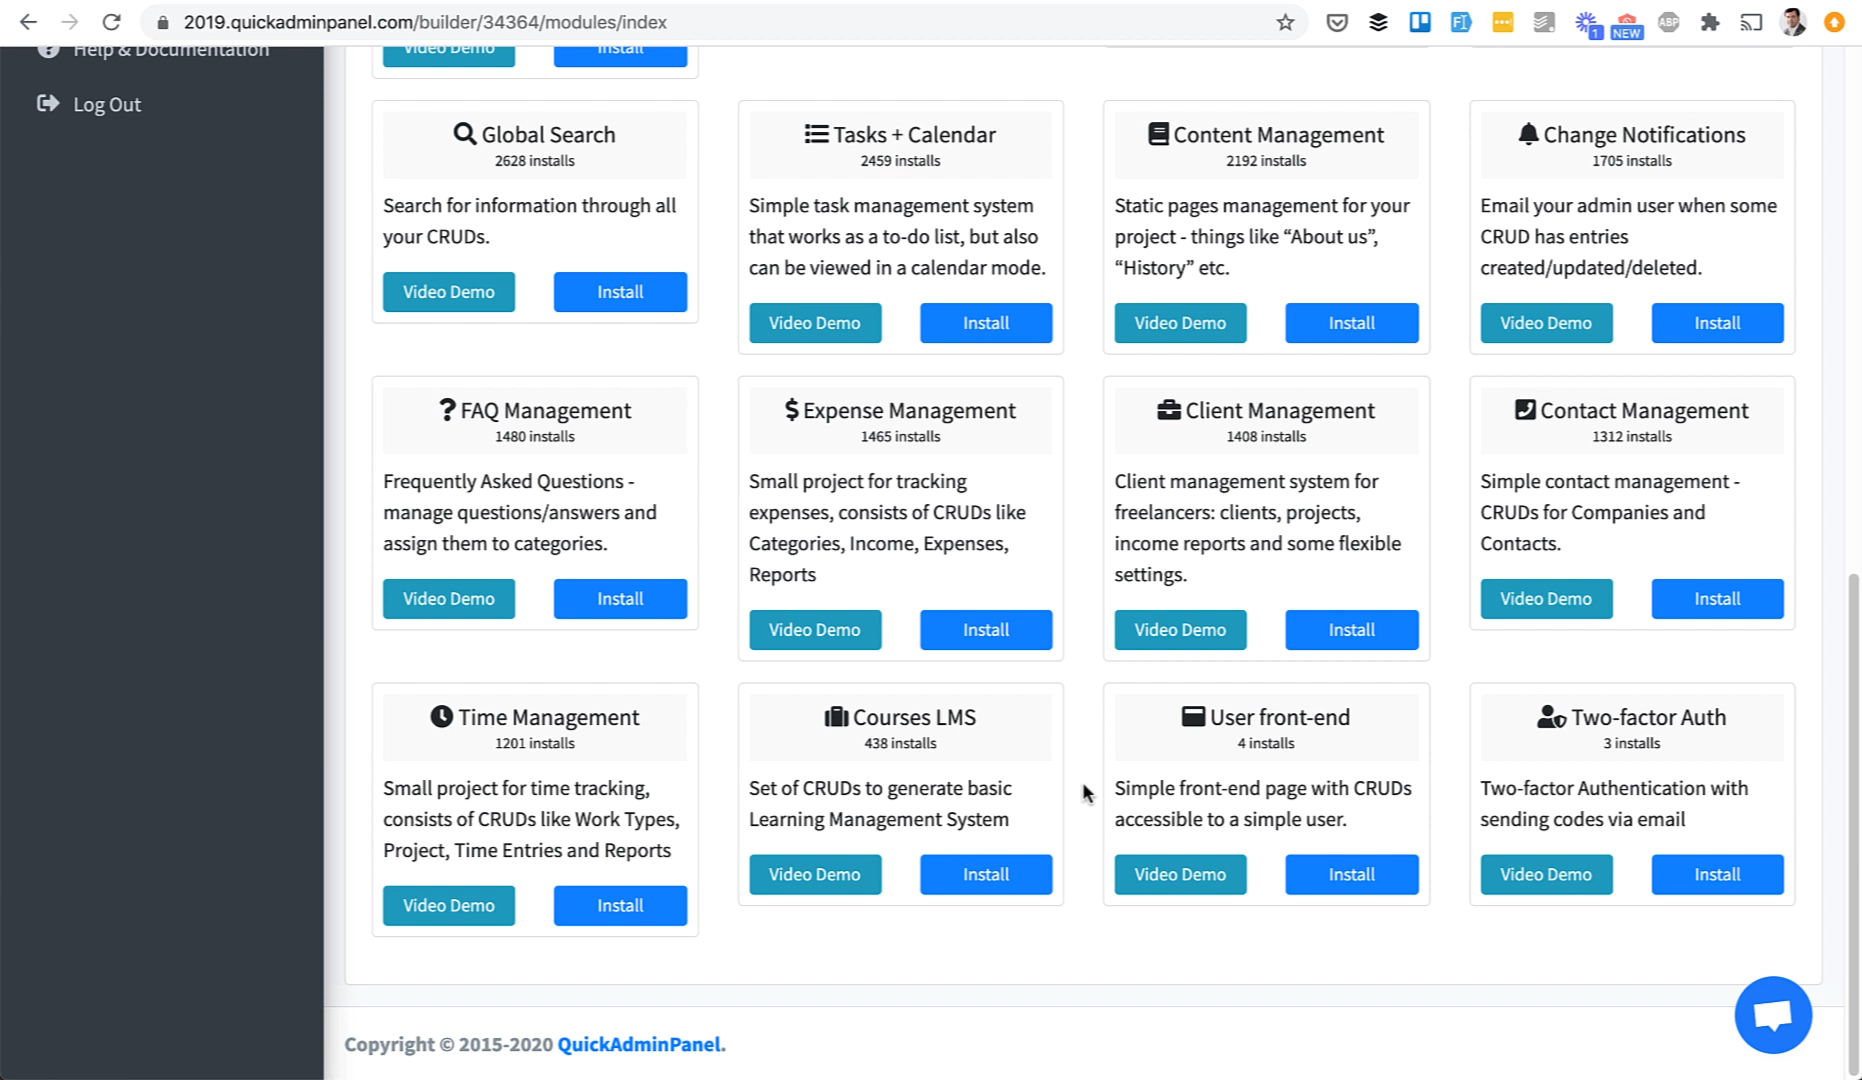 2019.quickadminpanel.com/builder/34364/modules/index
1
NEW
ABP
Help & Documentation
Log Out
Video Demo
Install
Global Search
2628 installs
Search for information through all
your CRUDs.
Video Demo
Install
Tasks + Calendar
2459 installs
Simple task management system
that works as a to-do list, but also
can be viewed in a calendar mode.
Video Demo
Install
Content Management
2192 installs
Static pages management for your
project - things like “About us”,
“History” etc.
Video Demo
Install
Change Notifications
1705 installs
Email your admin user when some
CRUD has entries
created/updated/deleted.
Video Demo
Install
FAQ Management
1480 installs
Frequently Asked Questions -
manage questions/answers and
assign them to categories.
Video Demo
Install
Expense Management
1465 installs
Small project for tracking
expenses, consists of CRUDs like
Categories, Income, Expenses,
Reports
Video Demo
Install
Client Management
1408 installs
Client management system for
freelancers: clients, projects,
income reports and some flexible
settings.
Video Demo
Install
Contact Management
1312 installs
Simple contact management -
CRUDs for Companies and
Contacts.
Video Demo
Install
Time Management
1201 installs
Small project for time tracking,
consists of CRUDs like Work Types,
Project, Time Entries and Reports
Video Demo
Install
Courses LMS
438 installs
Set of CRUDs to generate basic
Learning Management System
Video Demo
Install
User front-end
4 installs
Simple front-end page with CRUDs
accessible to a simple user.
Video Demo
Install
Two-factor Auth
3 installs
Two-factor Authentication with
sending codes via email
Video Demo
Install
Copyright © 2015-2020 QuickAdminPanel.